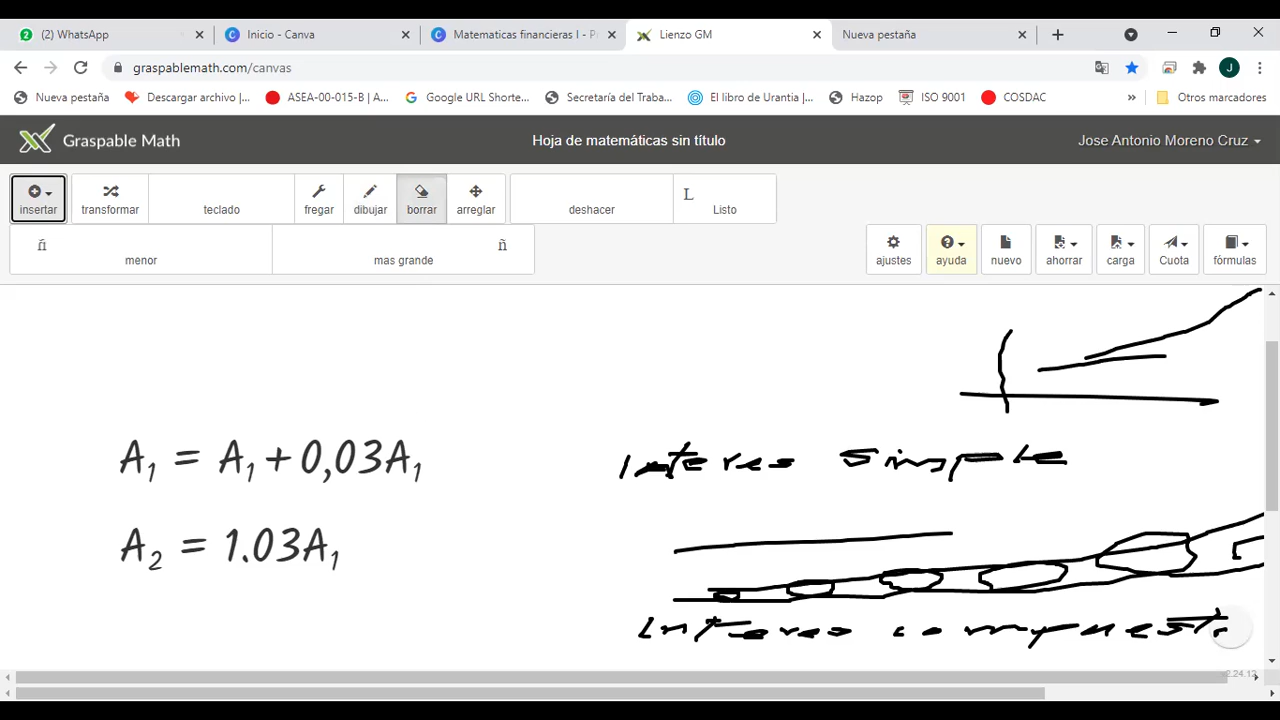 (2) WhatsApp
Inicio - Canva
Matematicas financieras I - P
Lienzo GM
Nueva pestaña
graspablemath.com/canvas
J
Nueva pestaña
Descargar archivo |...
ASEA-00-015-B | A...
Google URL Shorte...
Secretaría del Traba...
El libro de Urantia |...
Hazop
ISO 9001
COSDAC
Otros marcadores
Graspable Math
Hoja de matemáticas sin título
Jose Antonio Moreno Cruz
insertar
transformar
teclado
fregar
dibujar
borrar
arreglar
deshacer
L
Listo
ń
menor
ñ
mas grande
ajustes
ayuda
nuevo
ahorrar
carga
Cuota
fórmulas
A₁ = A₁ + 0,03A₁
Interes Simple
A₂ = 1.03A₁
Interes compuesto
v2.24.12